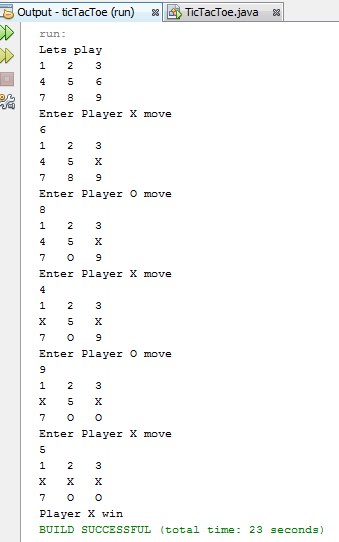 Output - ticTacToe (run) TicTacToe.java
run:
Lets play
1 2 3
4 5 6
7 8 9
Enter Player X move
6
1 2 3
4 5 X
7 8 9
Enter Player O move
8
1 2 3
4 5 X
7 O 9
Enter Player X move
4
1 2 3
X 5 X
7 O 9
Enter Player O move
9
1 2 3
X 5 X
7 O O
Enter Player X move
5
1 2 3
X X X
7 O O
Player X win
BUILD SUCCESSFUL (total time: 23 seconds)